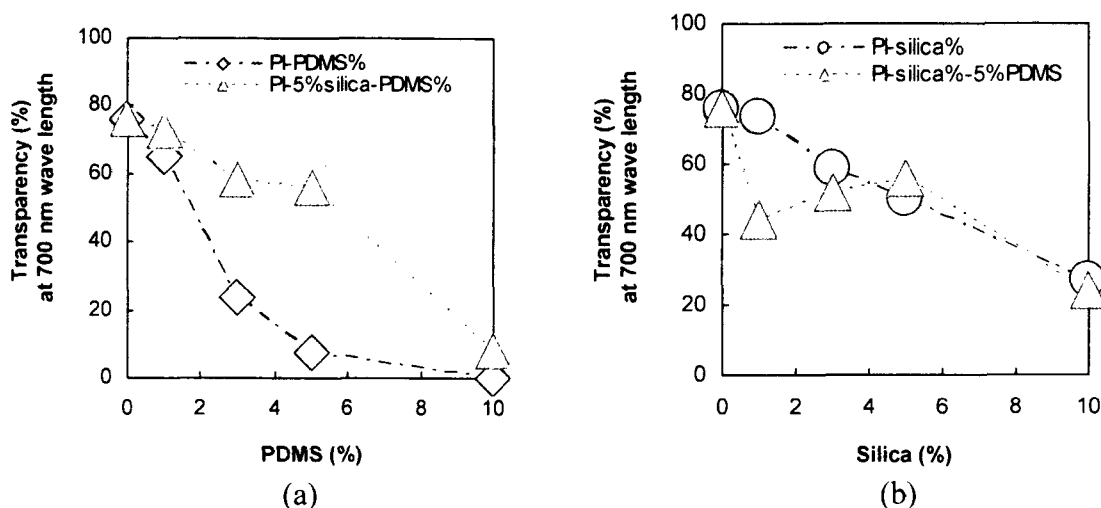 100
80
60
40
20
0
Transparency (%)
at 700 nm wave length
PI-PDMS%
PI-5%silica-PDMS%
0 2 4 6 8 10
PDMS (%)
(a)
100
80
60
40
20
0
Transparency (%)
at 700 nm wave length
PI-silica%
PI-silica%-5%PDMS
0 2 4 6 8 10
Silica (%)
(b)